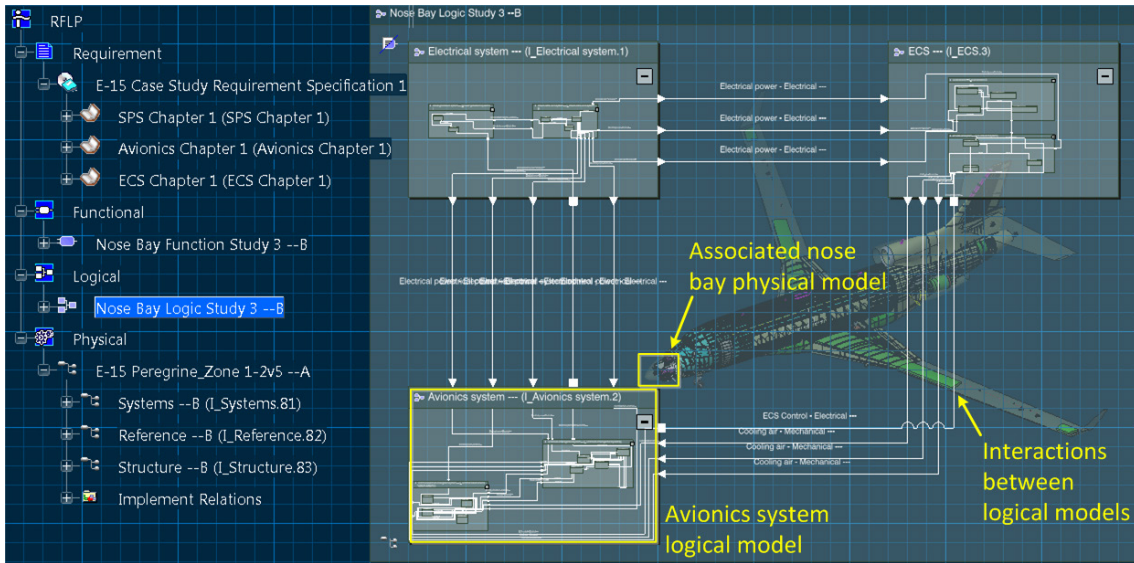 RFLP
Requirement
E-15 Case Study Requirement Specification 1
SPS Chapter 1 (SPS Chapter 1)
Avionics Chapter 1 (Avionics Chapter 1)
ECS Chapter 1 (ECS Chapter 1)
Functional
Nose Bay Function Study 3 --B
Logical
Nose Bay Logic Study 3 --B
Physical
E-15 Peregrine_Zone 1-2v5 --A
Systems --B (I_Systems.81)
Reference --B (I_Reference.82)
Structure --B (I_Structure.83)
Implement Relations
Nose Bay Logic Study 3 --B
Electrical system --- (I_Electrical system.1)
ECS --- (I_ECS.3)
Electrical power - Electrical ---
Electrical power - Electrical ---
Electrical power - Electrical ---
Associated nose
bay physical model
Electrical power
Electrical ---
Avionics system --- (I_Avionics system.2)
ECS Control - Electrical ---
Cooling air - Mechanical ---
Cooling air - Mechanical ---
Cooling air - Mechanical ---
Interactions
between
logical models
Avionics system
logical model